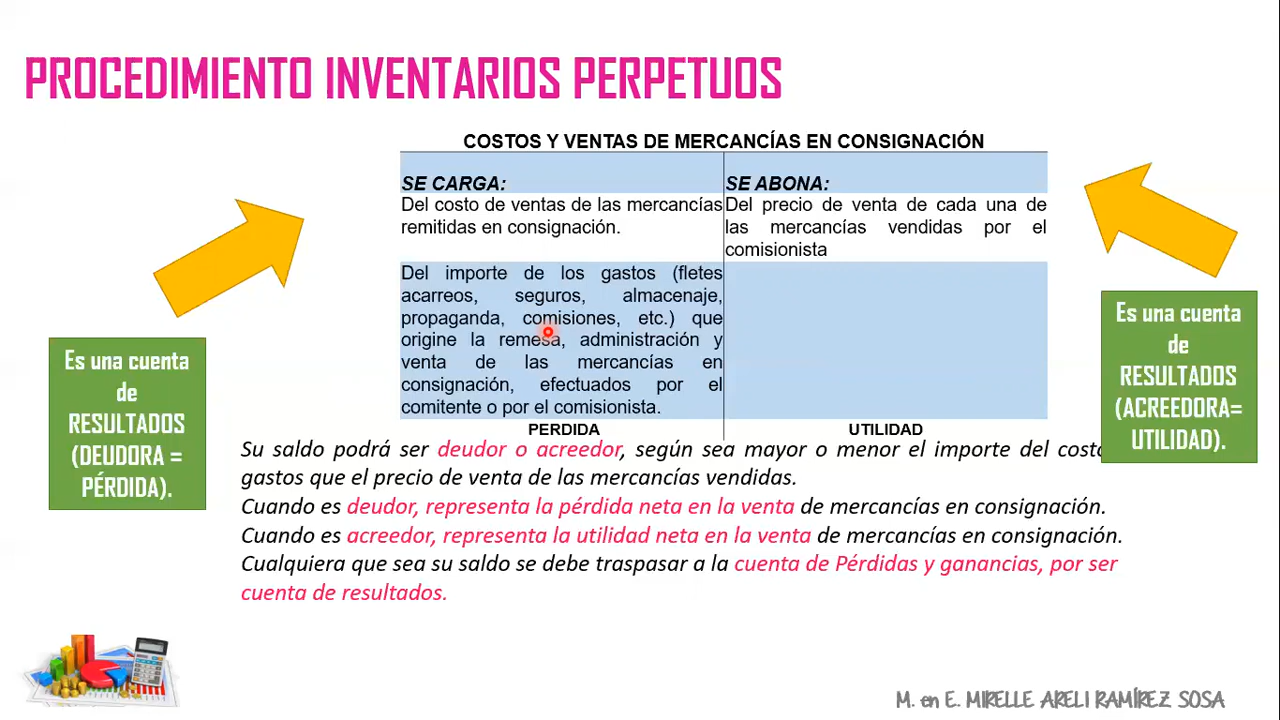 PROCEDIMIENTO INVENTARIOS PERPETUOS
COSTOS Y VENTAS DE MERCANCÍAS EN CONSIGNACIÓN
SE CARGA:
Del costo de ventas de las mercancías
remitidas en consignación.
Del importe de los gastos (fletes
acarreos, seguros, almacenaje,
propaganda, comisiones, etc.) que
origine la remesa, administración y
venta de las mercancías en
consignación, efectuados por el
comitente o por el comisionista.
PERDIDA
SE ABONA:
Del precio de venta de cada una de
las mercancías vendidas por el
comisionista
UTILIDAD
Es una cuenta
de
RESULTADOS
(DEUDORA =
PÉRDIDA).
Es una cuenta
de
RESULTADOS
(ACREEDORA=
UTILIDAD).
Su saldo podrá ser deudor o acreedor, según sea mayor o menor el importe del
gastos que el precio de venta de las mercancías vendidas.
Cuando es deudor, representa la pérdida neta en la venta de mercancías en consignación.
Cuando es acreedor, representa la utilidad neta en la venta de mercancías en consignación.
Cualquiera que sea su saldo se debe traspasar a la cuenta de Pérdidas y ganancias, por ser
cuenta de resultados.
M. en E. MIRELLE ARELI RAMÍREZ SOSA